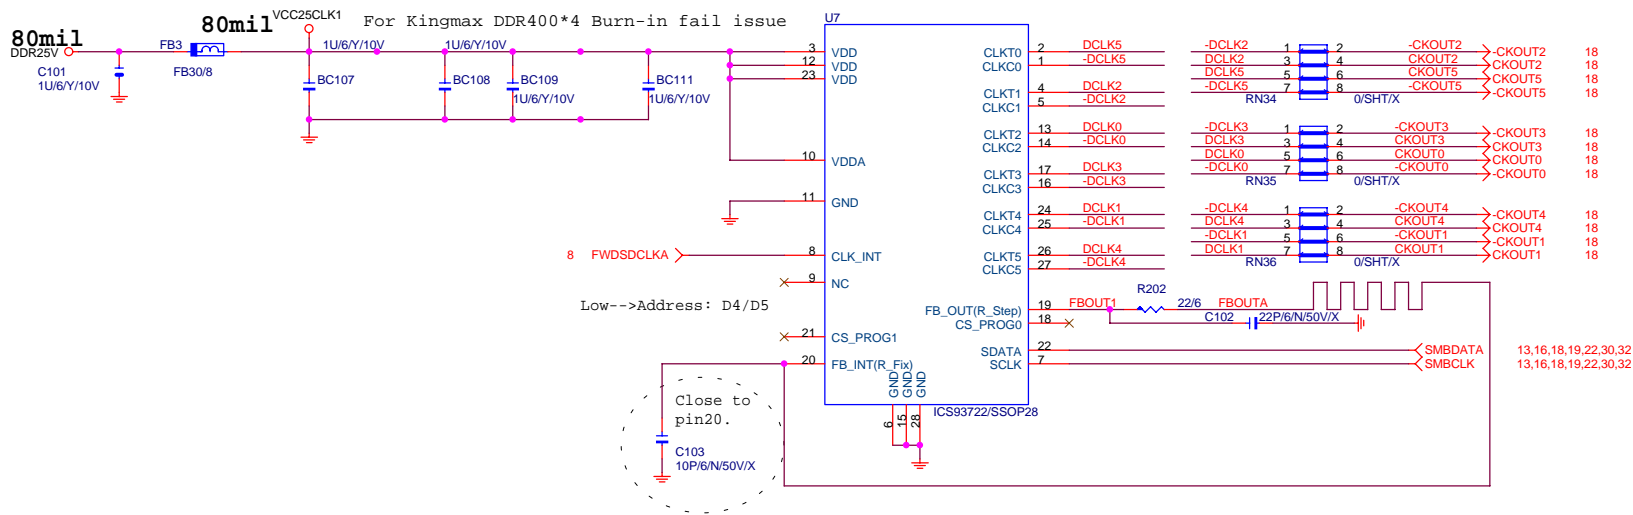 80mil
DDR25V
C101
1U/6/Y/10V
FB3
FB30/8
80mil
VCC25CLK1
For Kingmax DDR400*4 Burn-in fail issue
1U/6/Y/10V
1U/6/Y/10V
BC107
BC108
BC109
1U/6/Y/10V
BC111
1U/6/Y/10V
U7
3 VDD
12 VDD
23 VDD
10 VDDA
11 GND
8 FWDSDCLKA
8 CLK_INT
9 NC
Low-->Address: D4/D5
21 CS_PROG1
20 FB_INT(R_Fix)
Close to
pin20.
C103
10P/6/N/50V/X
GND
GND
GND
6
15
28
ICS93722/SSOP28
CLKT0 2 DCLK5
CLKC0 1 -DCLK5
CLKT1 4 DCLK2
CLKC1 5 -DCLK2
CLKT2 13 DCLK0
CLKC2 14 -DCLK0
CLKT3 17 DCLK3
CLKC3 16 -DCLK3
CLKT4 24 DCLK1
CLKC4 25 -DCLK1
CLKT5 26 DCLK4
CLKC5 27 -DCLK4
FB_OUT(R_Step) 19 FBOUT1
CS_PROG0 18
SDATA 22
SCLK 7
R202
22/6
FBOUTA
C102
22P/6/N/50V/X
-DCLK2 1 2 -CKOUT2 -CKOUT2 18
DCLK2 3 4 CKOUT2 CKOUT2 18
DCLK5 5 6 CKOUT5 CKOUT5 18
-DCLK5 7 8 -CKOUT5 -CKOUT5 18
RN34 0/SHT/X
-DCLK3 1 2 -CKOUT3 -CKOUT3 18
DCLK3 3 4 CKOUT3 CKOUT3 18
DCLK0 5 6 CKOUT0 CKOUT0 18
-DCLK0 7 8 -CKOUT0 -CKOUT0 18
RN35 0/SHT/X
-DCLK4 1 2 -CKOUT4 -CKOUT4 18
DCLK4 3 4 CKOUT4 CKOUT4 18
-DCLK1 5 6 -CKOUT1 -CKOUT1 18
DCLK1 7 8 CKOUT1 CKOUT1 18
RN36 0/SHT/X
SMBDATA 13,16,18,19,22,30,32
SMBCLK 13,16,18,19,22,30,32